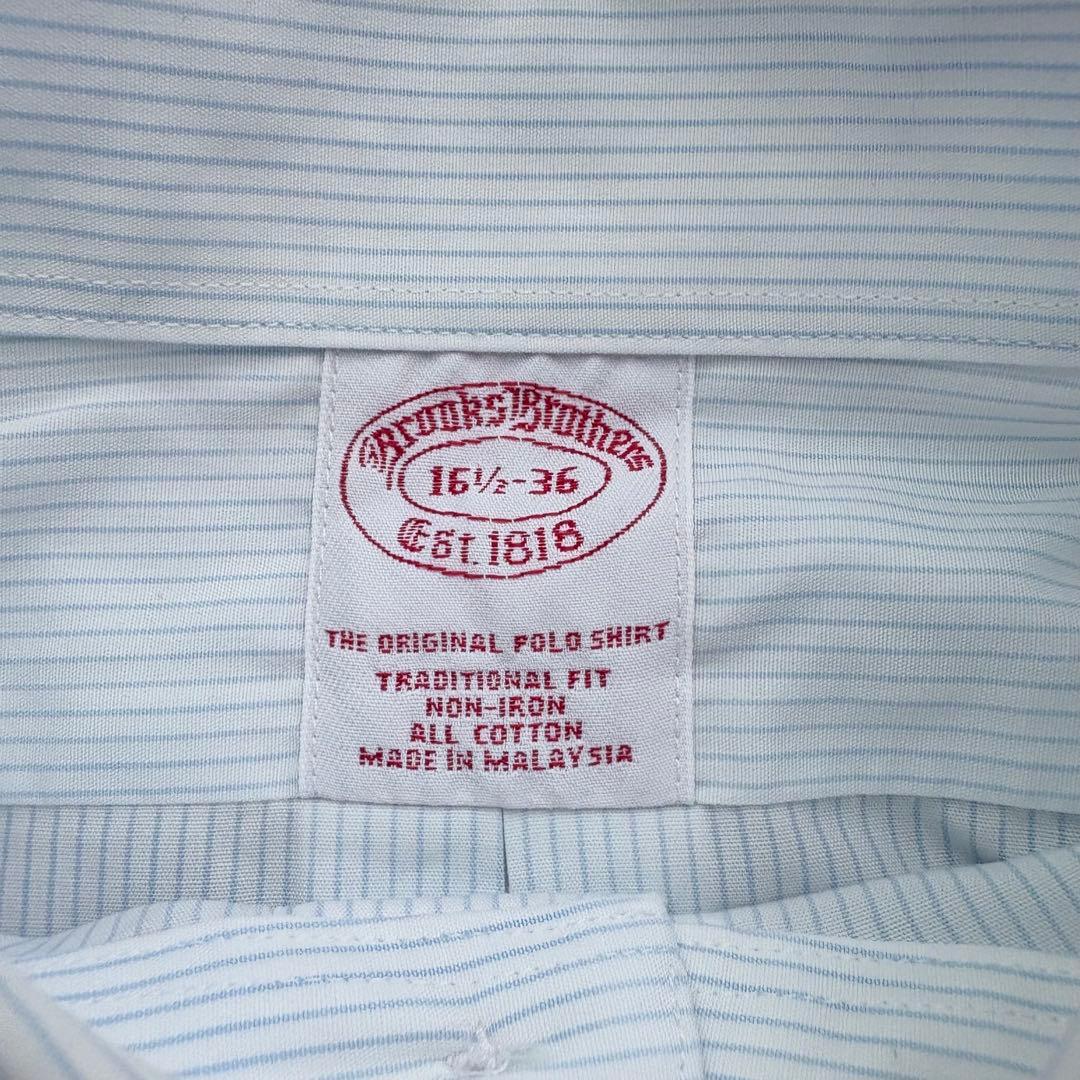 Brooks Brothers
16½-36
Est. 1818
THE ORIGINAL POLO SHIRT
TRADITIONAL FIT
NON-IRON
ALL COTTON
MADE IN MALAYSIA